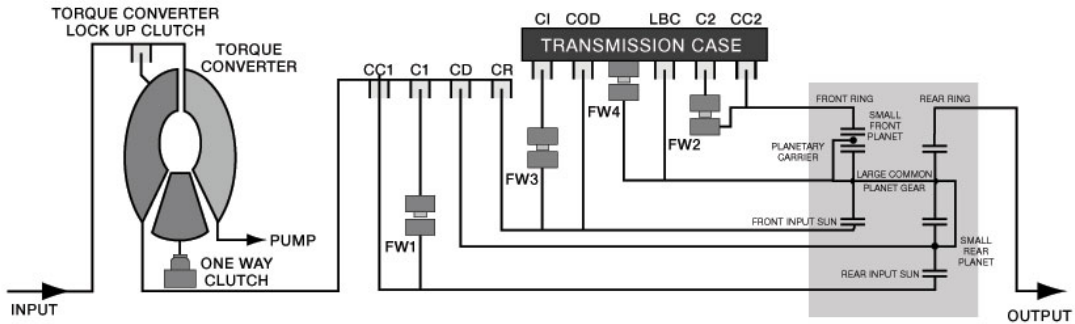 TORQUE CONVERTER
LOCK UP CLUTCH
TORQUE
CONVERTER
CI COD LBC C2 CC2
TRANSMISSION CASE
CC1 C1 CD CR
FW4
FW2
FW3
FW1
FRONT RING
REAR RING
SMALL
FRONT
PLANET
PLANETARY
CARRIER
LARGE COMMON
PLANET GEAR
FRONT INPUT SUN
SMALL
REAR
PLANET
REAR INPUT SUN
PUMP
ONE WAY
CLUTCH
INPUT
OUTPUT